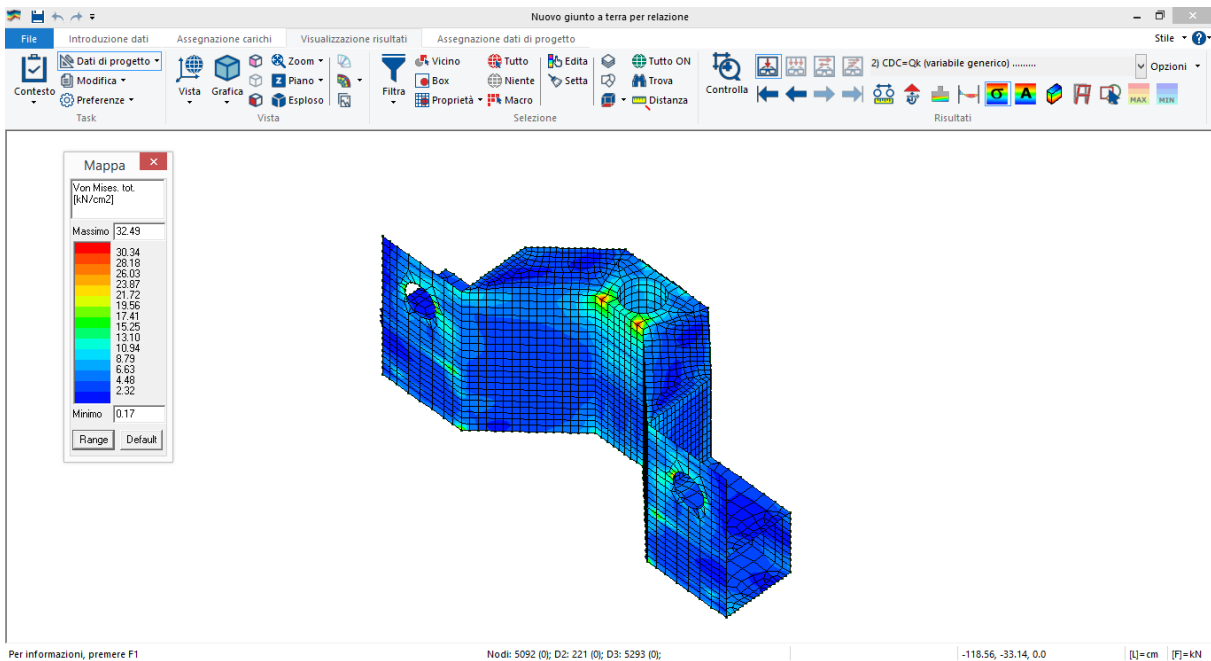 Nuovo giunto a terra per relazione
File Introduzione dati Assegnazione carichi Visualizzazione risultati Assegnazione dati di progetto Stile
Contesto
Dati di progetto
Modifica
Preferenze
Task
Vista
Grafica
Zoom
Piano
Esploso
Vista
Filtra
Vicino
Box
Proprietà
Tutto
Niente
Macro
Edita
Setta
Tutto ON
Trova
Distanza
Selezione
Controlla
2) CDC=Qk (variabile generico) .........
Opzioni
σ
A
MAX
MIN
Risultati
Mappa
Von Mises. tot.
[kN/cm2]
Massimo 32.49
30.34
28.18
26.03
23.87
21.72
19.56
17.41
15.25
13.10
10.94
8.79
6.63
4.48
2.32
Minimo 0.17
Range Default
Per informazioni, premere F1 Nodi: 5092 (0); D2: 221 (0); D3: 5293 (0); -118.56, -33.14, 0.0 [L]=cm [F]=kN